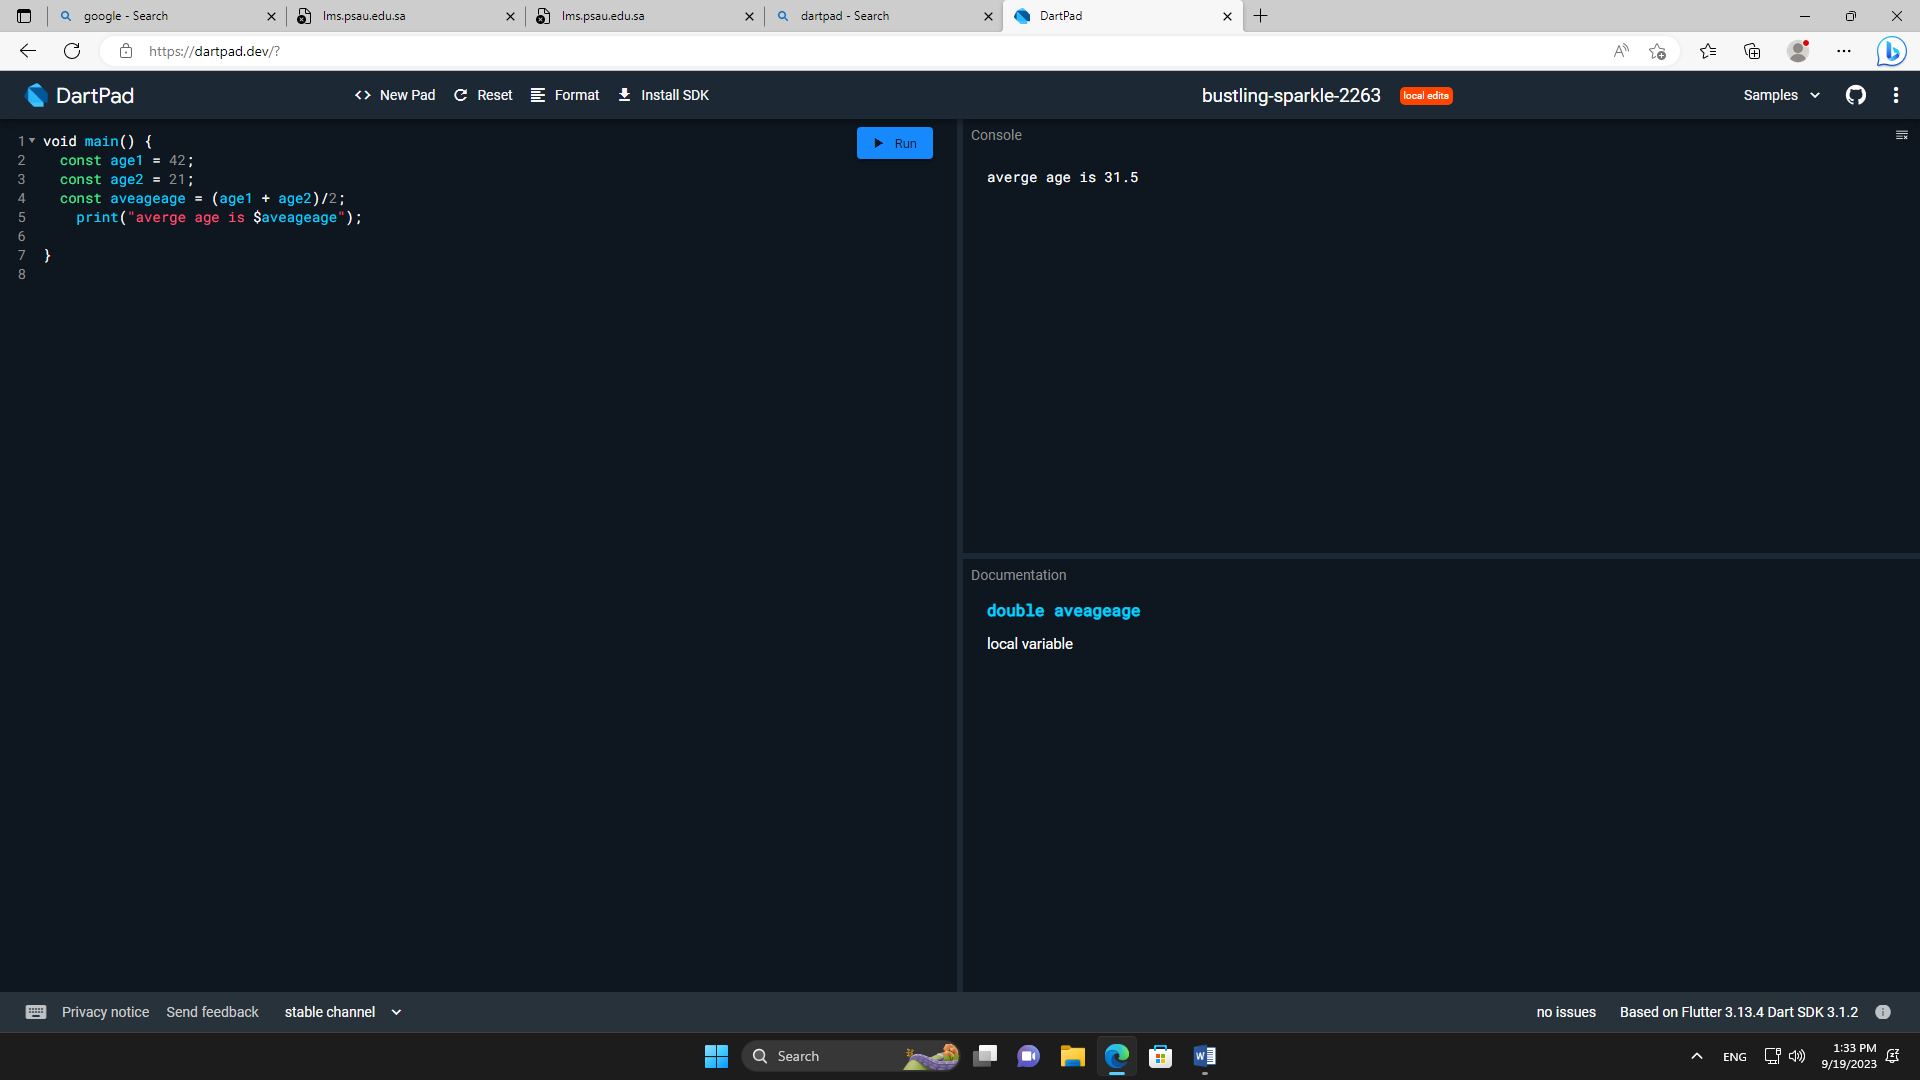 google - Search
lms.psau.edu.sa
lms.psau.edu.sa
dartpad - Search
DartPad
https://dartpad.dev/?
DartPad
New Pad
Reset
Format
Install SDK
bustling-sparkle-2263
local edits
Samples
1 void main() {
2 const age1 = 42;
3 const age2 = 21;
4 const aveageage = (age1 + age2)/2;
5 print("averge age is $aveageage");
6
7 }
8
Run
Console
averge age is 31.5
Documentation
double aveageage
local variable
Privacy notice
Send feedback
stable channel
no issues
Based on Flutter 3.13.4 Dart SDK 3.1.2
Search
ENG
1:33 PM
9/19/2023